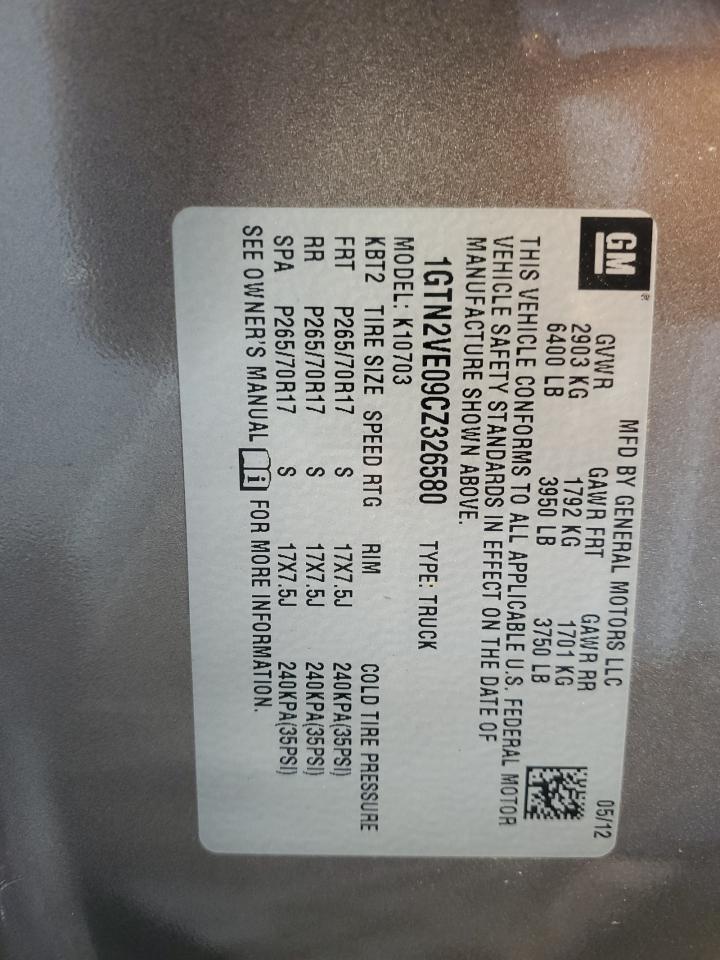 GM
MFD BY GENERAL MOTORS LLC 05/12
GVWR GAWR FRT GAWR RR
2903 KG 1792 KG 1701 KG
6400 LB 3950 LB 3750 LB
THIS VEHICLE CONFORMS TO ALL APPLICABLE U.S. FEDERAL MOTOR
VEHICLE SAFETY STANDARDS IN EFFECT ON THE DATE OF
MANUFACTURE SHOWN ABOVE.
1GTN2VE09CZ326580 TYPE: TRUCK
MODEL: K10703
KBT2 TIRE SIZE SPEED RTG RIM COLD TIRE PRESSURE
FRT P265/70R17 S 17X7.5J 240KPA(35PSI)
RR P265/70R17 S 17X7.5J 240KPA(35PSI)
SPA P265/70R17 S 17X7.5J 240KPA(35PSI)
SEE OWNER'S MANUAL i FOR MORE INFORMATION.